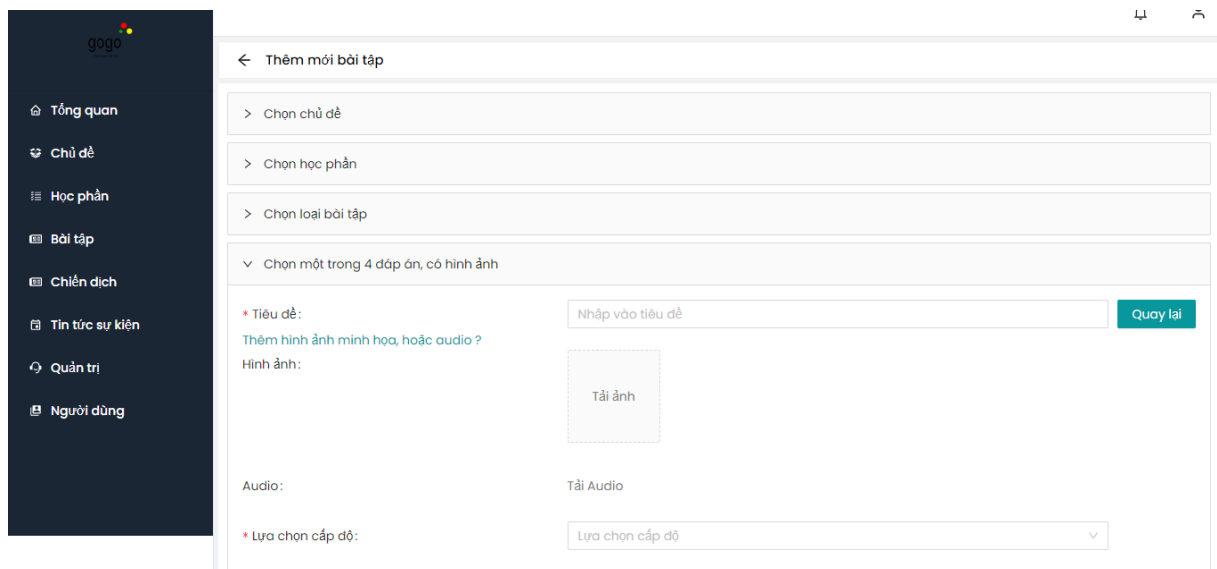 gogo
Thêm mới bài tập
Tổng quan
Chủ đề
Học phần
Bài tập
Chiến dịch
Tin tức sự kiện
Quản trị
Người dùng
Chọn chủ đề
Chọn học phần
Chọn loại bài tập
Chọn một trong 4 đáp án, có hình ảnh
* Tiêu đề:
Nhập vào tiêu đề
Quay lại
Thêm hình ảnh minh họa, hoặc audio ?
Hình ảnh:
Tải ảnh
Audio:
Tải Audio
* Lựa chọn cấp độ:
Lựa chọn cấp độ